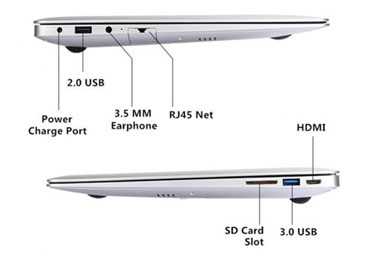 2.0 USB
Power
Charge Port
3.5 MM
Earphone
RJ45 Net
HDMI
SD Card
Slot
3.0 USB